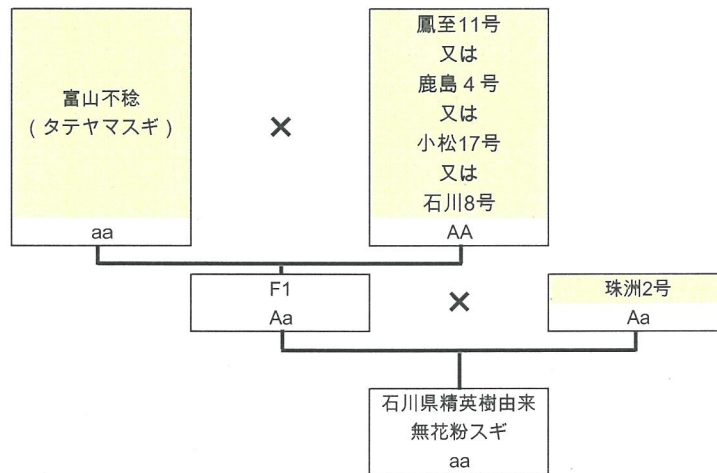 富山不稔
(タテヤマスギ)
aa
×
鳳至11号
又は
鹿島4号
又は
小松17号
又は
石川8号
AA
F1
Aa
×
珠洲2号
Aa
石川県精英樹由来
無花粉スギ
aa